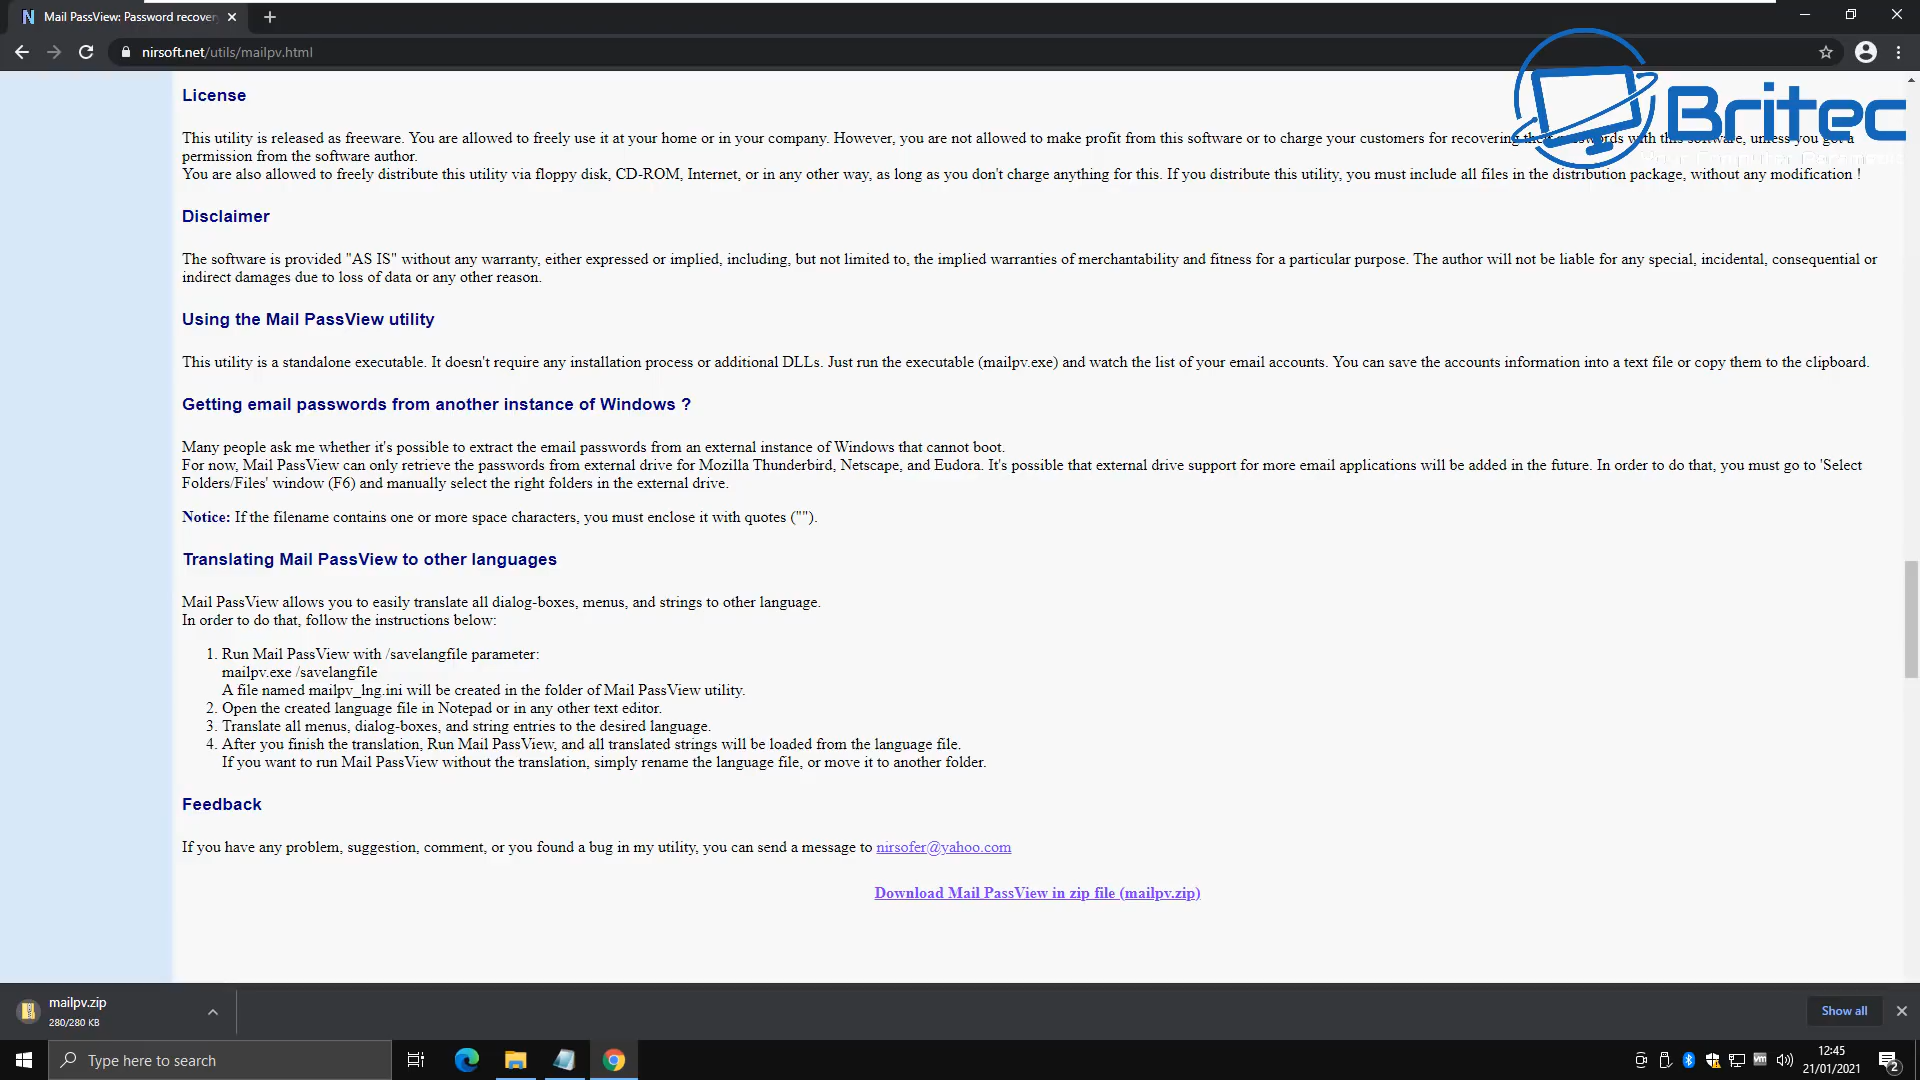 Mail PassView: Password recover
nirsoft.net/utils/mailpv.html
Britec
License
This utility is released as freeware. You are allowed to freely use it at your home or in your company. However, you are not allowed to make profit from this software or to charge your customers for recovering their passwords with this software, unless you got a
permission from the software author.
You are also allowed to freely distribute this utility via floppy disk, CD-ROM, Internet, or in any other way, as long as you don't charge anything for this. If you distribute this utility, you must include all files in the distribution package, without any modification !
Disclaimer
The software is provided "AS IS" without any warranty, either expressed or implied, including, but not limited to, the implied warranties of merchantability and fitness for a particular purpose. The author will not be liable for any special, incidental, consequential or
indirect damages due to loss of data or any other reason.
Using the Mail PassView utility
This utility is a standalone executable. It doesn't require any installation process or additional DLLs. Just run the executable (mailpv.exe) and watch the list of your email accounts. You can save the accounts information into a text file or copy them to the clipboard.
Getting email passwords from another instance of Windows ?
Many people ask me whether it's possible to extract the email passwords from an external instance of Windows that cannot boot.
For now, Mail PassView can only retrieve the passwords from external drive for Mozilla Thunderbird, Netscape, and Eudora. It's possible that external drive support for more email applications will be added in the future. In order to do that, you must go to 'Select
Folders/Files' window (F6) and manually select the right folders in the external drive.
Notice: If the filename contains one or more space characters, you must enclose it with quotes ("").
Translating Mail PassView to other languages
Mail PassView allows you to easily translate all dialog-boxes, menus, and strings to other language.
In order to do that, follow the instructions below:
1. Run Mail PassView with /savelangfile parameter:
mailpv.exe /savelangfile
A file named mailpv_lng.ini will be created in the folder of Mail PassView utility.
2. Open the created language file in Notepad or in any other text editor.
3. Translate all menus, dialog-boxes, and string entries to the desired language.
4. After you finish the translation, Run Mail PassView, and all translated strings will be loaded from the language file.
If you want to run Mail PassView without the translation, simply rename the language file, or move it to another folder.
Feedback
If you have any problem, suggestion, comment, or you found a bug in my utility, you can send a message to nirsofer@yahoo.com
Download Mail PassView in zip file (mailpv.zip)
mailpv.zip
280/280 KB
Show all
Type here to search
12:45
21/01/2021
2